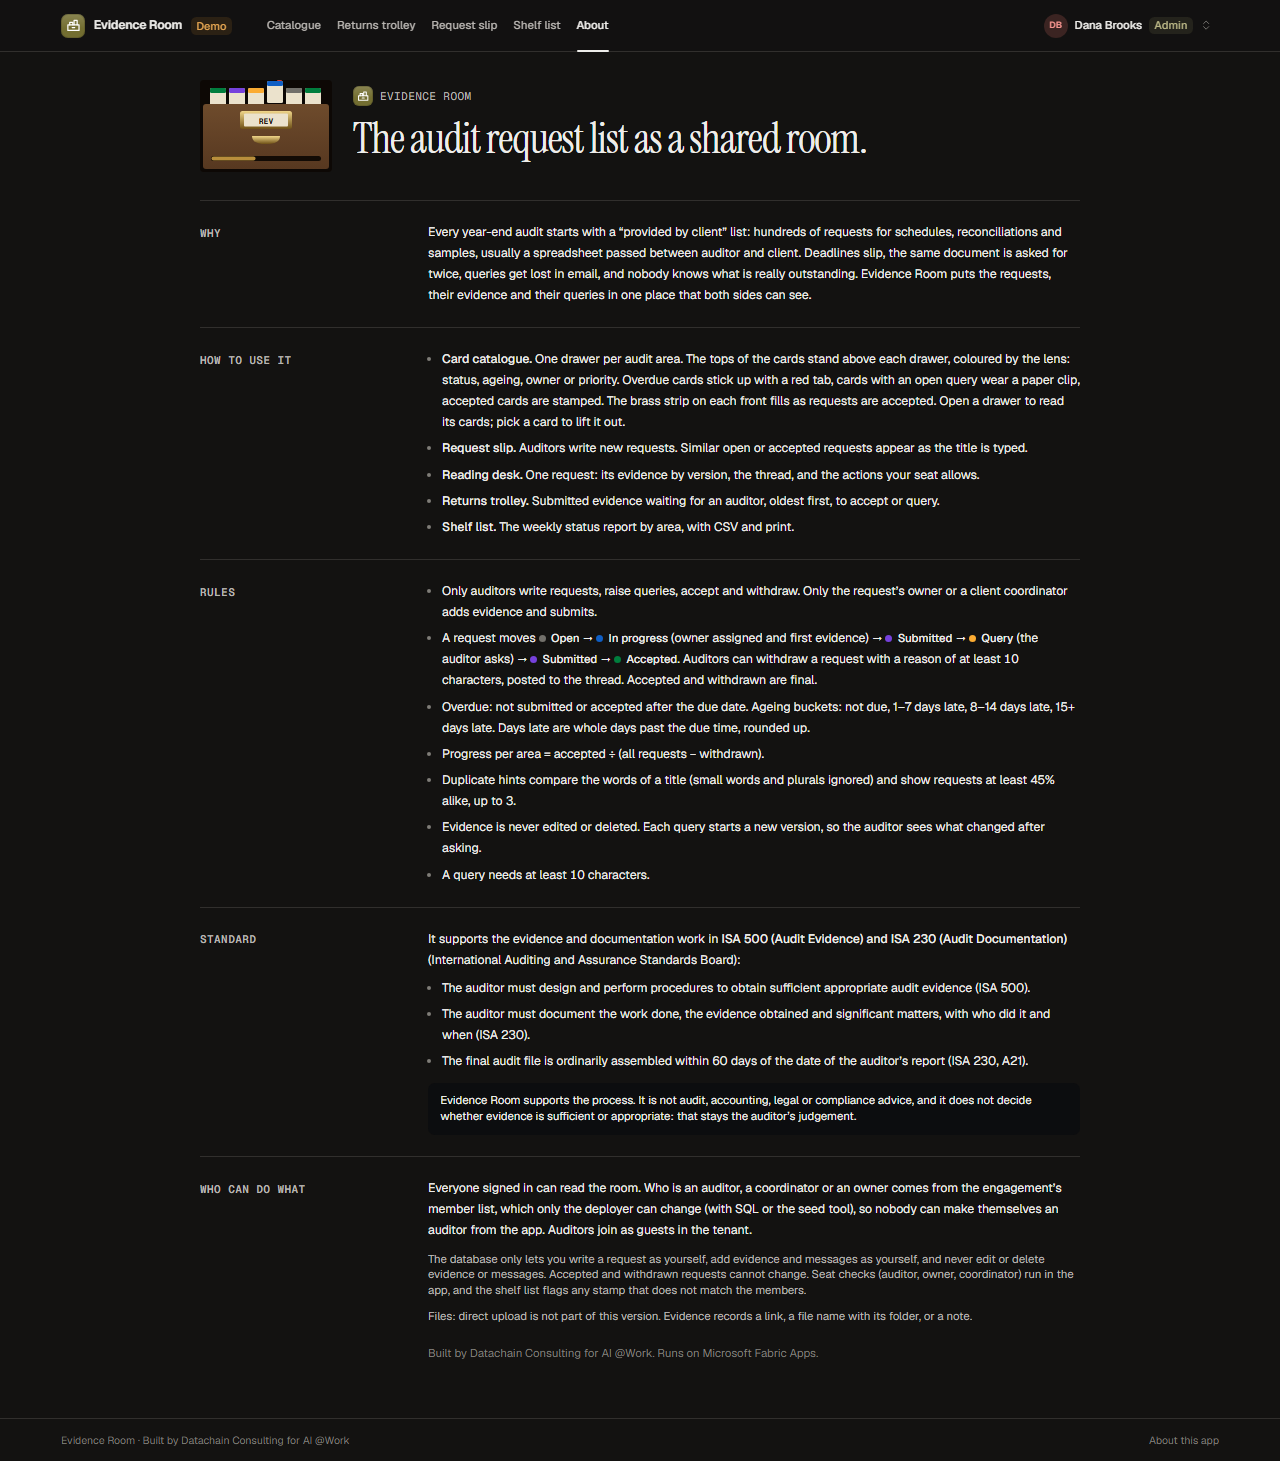 Evidence Room Demo Catalogue Returns trolley Request slip Shelf list About DB Dana Brooks Admin
REV
EVIDENCE ROOM
The audit request list as a shared room.
WHY
Every year-end audit starts with a “provided by client” list: hundreds of requests for schedules, reconciliations and
samples, usually a spreadsheet passed between auditor and client. Deadlines slip, the same document is asked for
twice, queries get lost in email, and nobody knows what is really outstanding. Evidence Room puts the requests,
their evidence and their queries in one place that both sides can see.
HOW TO USE IT
• Card catalogue. One drawer per audit area. The tops of the cards stand above each drawer, coloured by the lens:
status, ageing, owner or priority. Overdue cards stick up with a red tab, cards with an open query wear a paper clip,
accepted cards are stamped. The brass strip on each front fills as requests are accepted. Open a drawer to read
its cards; pick a card to lift it out.
• Request slip. Auditors write new requests. Similar open or accepted requests appear as the title is typed.
• Reading desk. One request: its evidence by version, the thread, and the actions your seat allows.
• Returns trolley. Submitted evidence waiting for an auditor, oldest first, to accept or query.
• Shelf list. The weekly status report by area, with CSV and print.
RULES
• Only auditors write requests, raise queries, accept and withdraw. Only the request’s owner or a client coordinator
adds evidence and submits.
• A request moves Open → In progress (owner assigned and first evidence) → Submitted → Query (the
auditor asks) → Submitted → Accepted. Auditors can withdraw a request with a reason of at least 10
characters, posted to the thread. Accepted and withdrawn are final.
• Overdue: not submitted or accepted after the due date. Ageing buckets: not due, 1–7 days late, 8–14 days late, 15+
days late. Days late are whole days past the due time, rounded up.
• Progress per area = accepted ÷ (all requests − withdrawn).
• Duplicate hints compare the words of a title (small words and plurals ignored) and show requests at least 45%
alike, up to 3.
• Evidence is never edited or deleted. Each query starts a new version, so the auditor sees what changed after
asking.
• A query needs at least 10 characters.
STANDARD
It supports the evidence and documentation work in ISA 500 (Audit Evidence) and ISA 230 (Audit Documentation)
(International Auditing and Assurance Standards Board):
• The auditor must design and perform procedures to obtain sufficient appropriate audit evidence (ISA 500).
• The auditor must document the work done, the evidence obtained and significant matters, with who did it and
when (ISA 230).
• The final audit file is ordinarily assembled within 60 days of the date of the auditor’s report (ISA 230, A21).
Evidence Room supports the process. It is not audit, accounting, legal or compliance advice, and it does not decide
whether evidence is sufficient or appropriate: that stays the auditor’s judgement.
WHO CAN DO WHAT
Everyone signed in can read the room. Who is an auditor, a coordinator or an owner comes from the engagement’s
member list, which only the deployer can change (with SQL or the seed tool), so nobody can make themselves an
auditor from the app. Auditors join as guests in the tenant.
The database only lets you write a request as yourself, add evidence and messages as yourself, and never edit or delete
evidence or messages. Accepted and withdrawn requests cannot change. Seat checks (auditor, owner, coordinator) run in the
app, and the shelf list flags any stamp that does not match the members.
Files: direct upload is not part of this version. Evidence records a link, a file name with its folder, or a note.
Built by Datachain Consulting for AI @Work. Runs on Microsoft Fabric Apps.
Evidence Room · Built by Datachain Consulting for AI @Work About this app